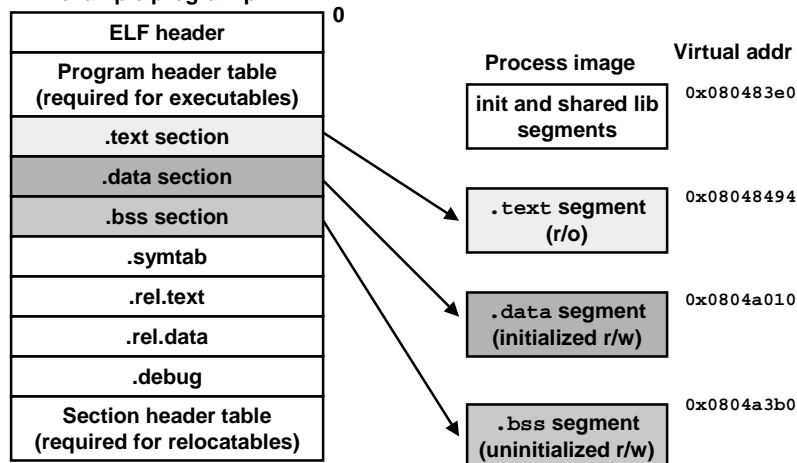 0
ELF header
Program header table
(required for executables)
.text section
.data section
.bss section
.symtab
.rel.text
.rel.data
.debug
Section header table
(required for relocatables)
Process image
Virtual addr
init and shared lib
segments
0x080483e0
.text segment
(r/o)
0x08048494
.data segment
(initialized r/w)
0x0804a010
.bss segment
(uninitialized r/w)
0x0804a3b0